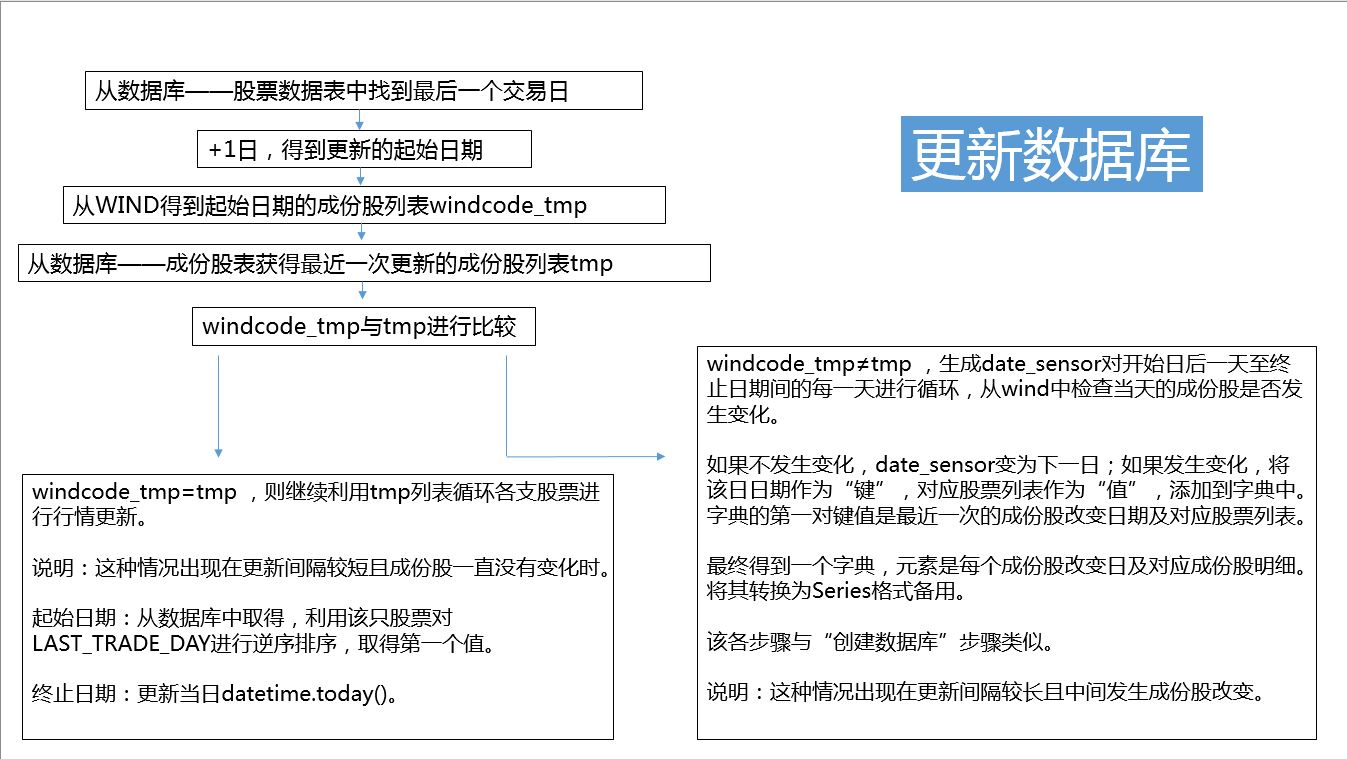 更新数据库
从数据库——股票数据表中找到最后一个交易日
+1日，得到更新的起始日期
从WIND得到起始日期的成份股列表windcode_tmp
从数据库——成份股表获得最近一次更新的成份股列表tmp
windcode_tmp与tmp进行比较
windcode_tmp=tmp ，则继续利用tmp列表循环各支股票进
行行情更新。
说明：这种情况出现在更新间隔较短且成份股一直没有变化时。
起始日期：从数据库中取得，利用该只股票对
LAST_TRADE_DAY进行逆序排序，取得第一个值。
终止日期：更新当日datetime.today()。
windcode_tmp≠tmp ，生成date_sensor对开始日后一天至终
止日期间的每一天进行循环，从wind中检查当天的成份股是否发
生变化。
如果不发生变化，date_sensor变为下一日；如果发生变化，将
该日日期作为“键”，对应股票列表作为“值”，添加到字典中。
字典的第一对键值是最近一次的成份股改变日期及对应股票列表。
最终得到一个字典，元素是每个成份股改变日及对应成份股明细。
将其转换为Series格式备用。
该各步骤与“创建数据库”步骤类似。
说明：这种情况出现在更新间隔较长且中间发生成份股改变。